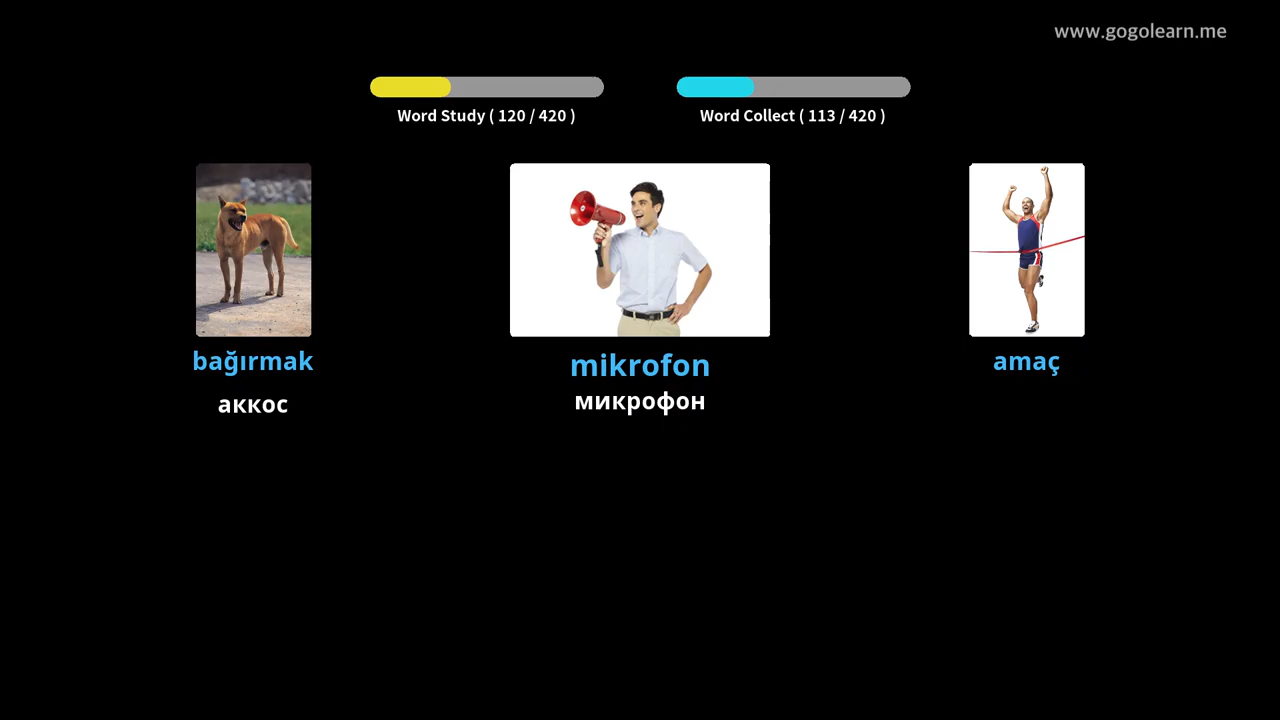 www.gogolearn.me
Word Study ( 120 / 420 )
Word Collect ( 113 / 420 )
bağırmak
аккос
mikrofon
микрофон
amaç